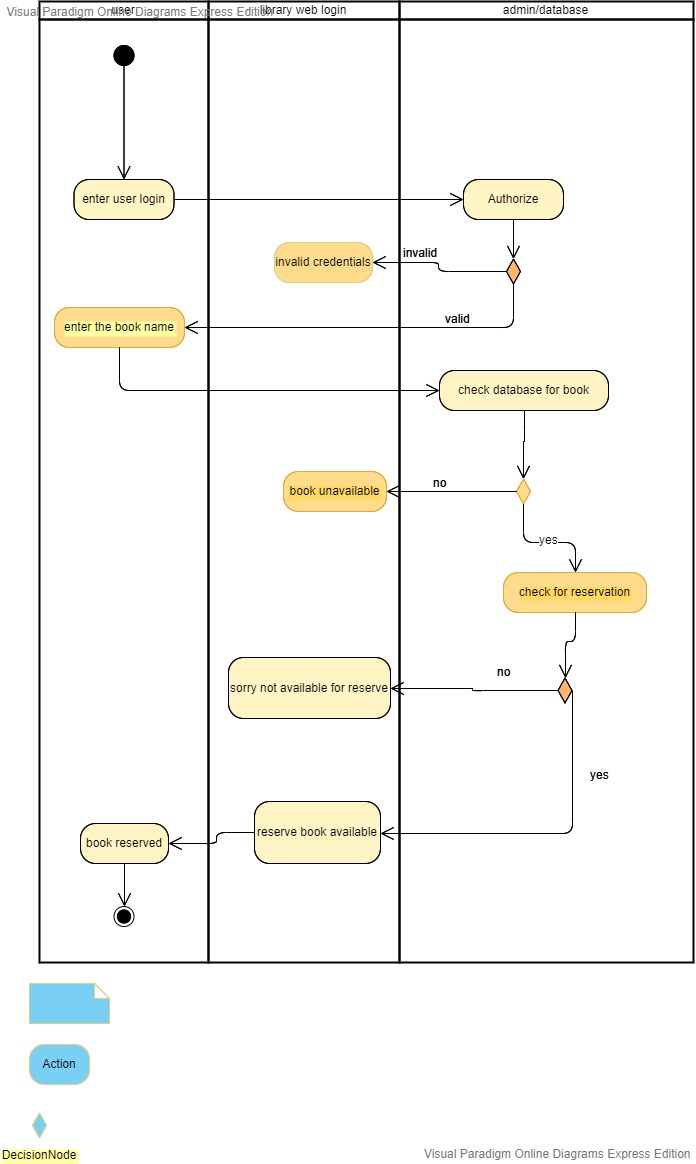 Visual Paradigm Online Diagrams Express Edition
user
library web login
admin/database
enter user login
Authorize
invalid
invalid credentials
valid
enter the book name
check database for book
no
book unavailable
yes
check for reservation
no
sorry not available for reserve
yes
reserve book available
book reserved
Action
DecisionNode
Visual Paradigm Online Diagrams Express Edition